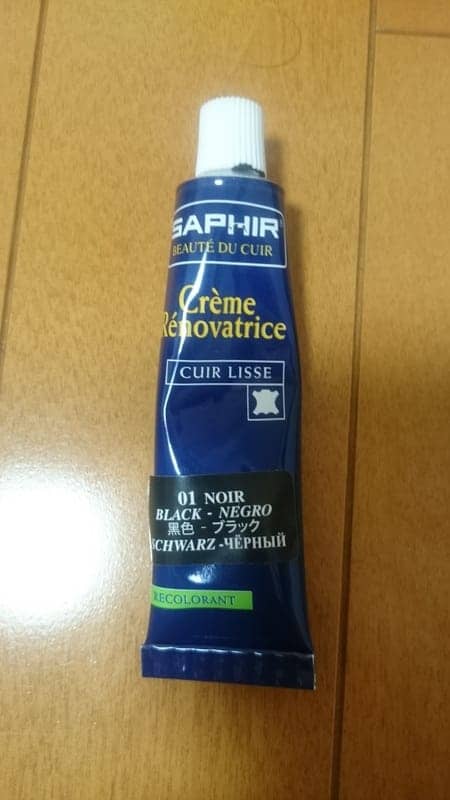 SAPHIR
BEAUTÉ DU CUIR
Crème
Rénovatrice
CUIR LISSE
01 NOIR
BLACK - NEGRO
黒色 - ブラック
SCHWARZ - ЧЁРНЫЙ
RECOLORANT